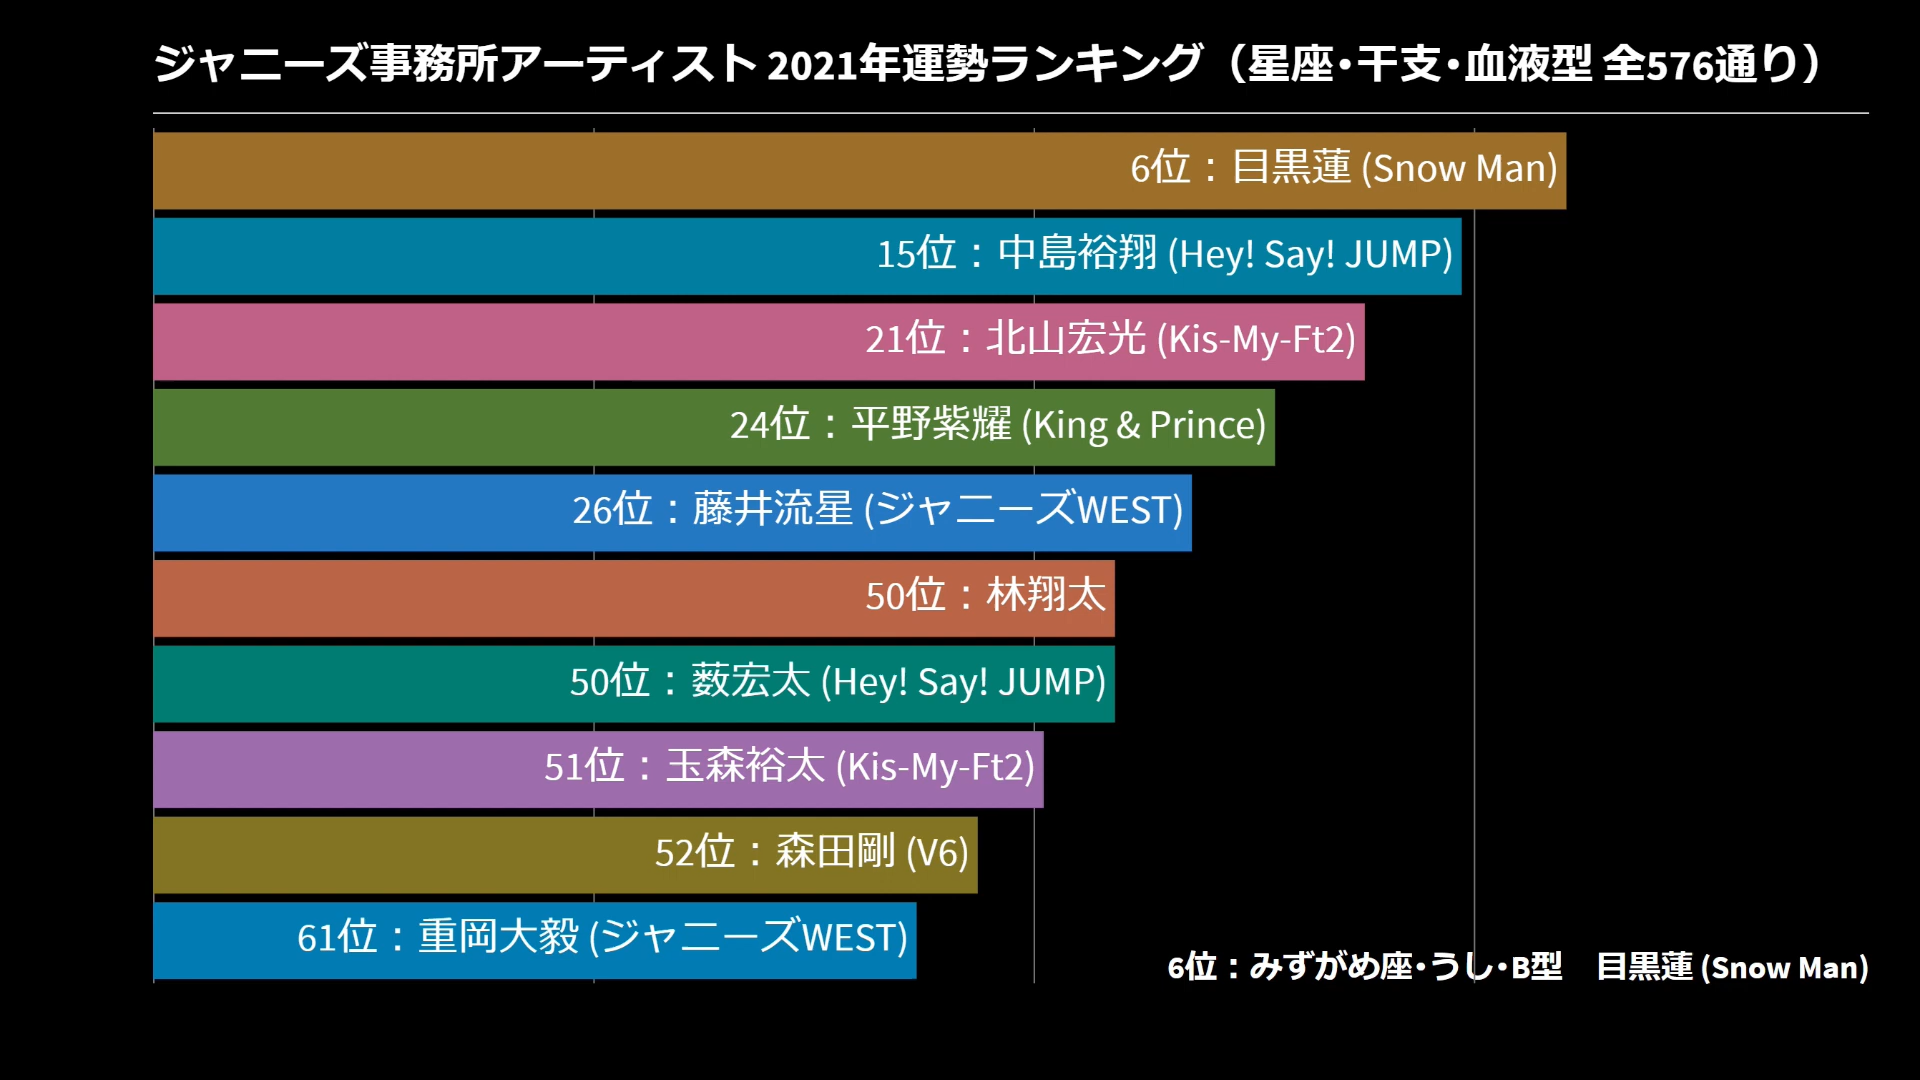 ジャニーズ事務所アーティスト 2021年運勢ランキング（星座・干支・血液型 全576通り）
6位：目黒蓮 (Snow Man)
15位：中島裕翔 (Hey! Say! JUMP)
21位：北山宏光 (Kis-My-Ft2)
24位：平野紫耀 (King & Prince)
26位：藤井流星 (ジャニーズWEST)
50位：林翔太
50位：薮宏太 (Hey! Say! JUMP)
51位：玉森裕太 (Kis-My-Ft2)
52位：森田剛 (V6)
61位：重岡大毅 (ジャニーズWEST)
6位：みずがめ座・うし・B型　目黒蓮 (Snow Man)